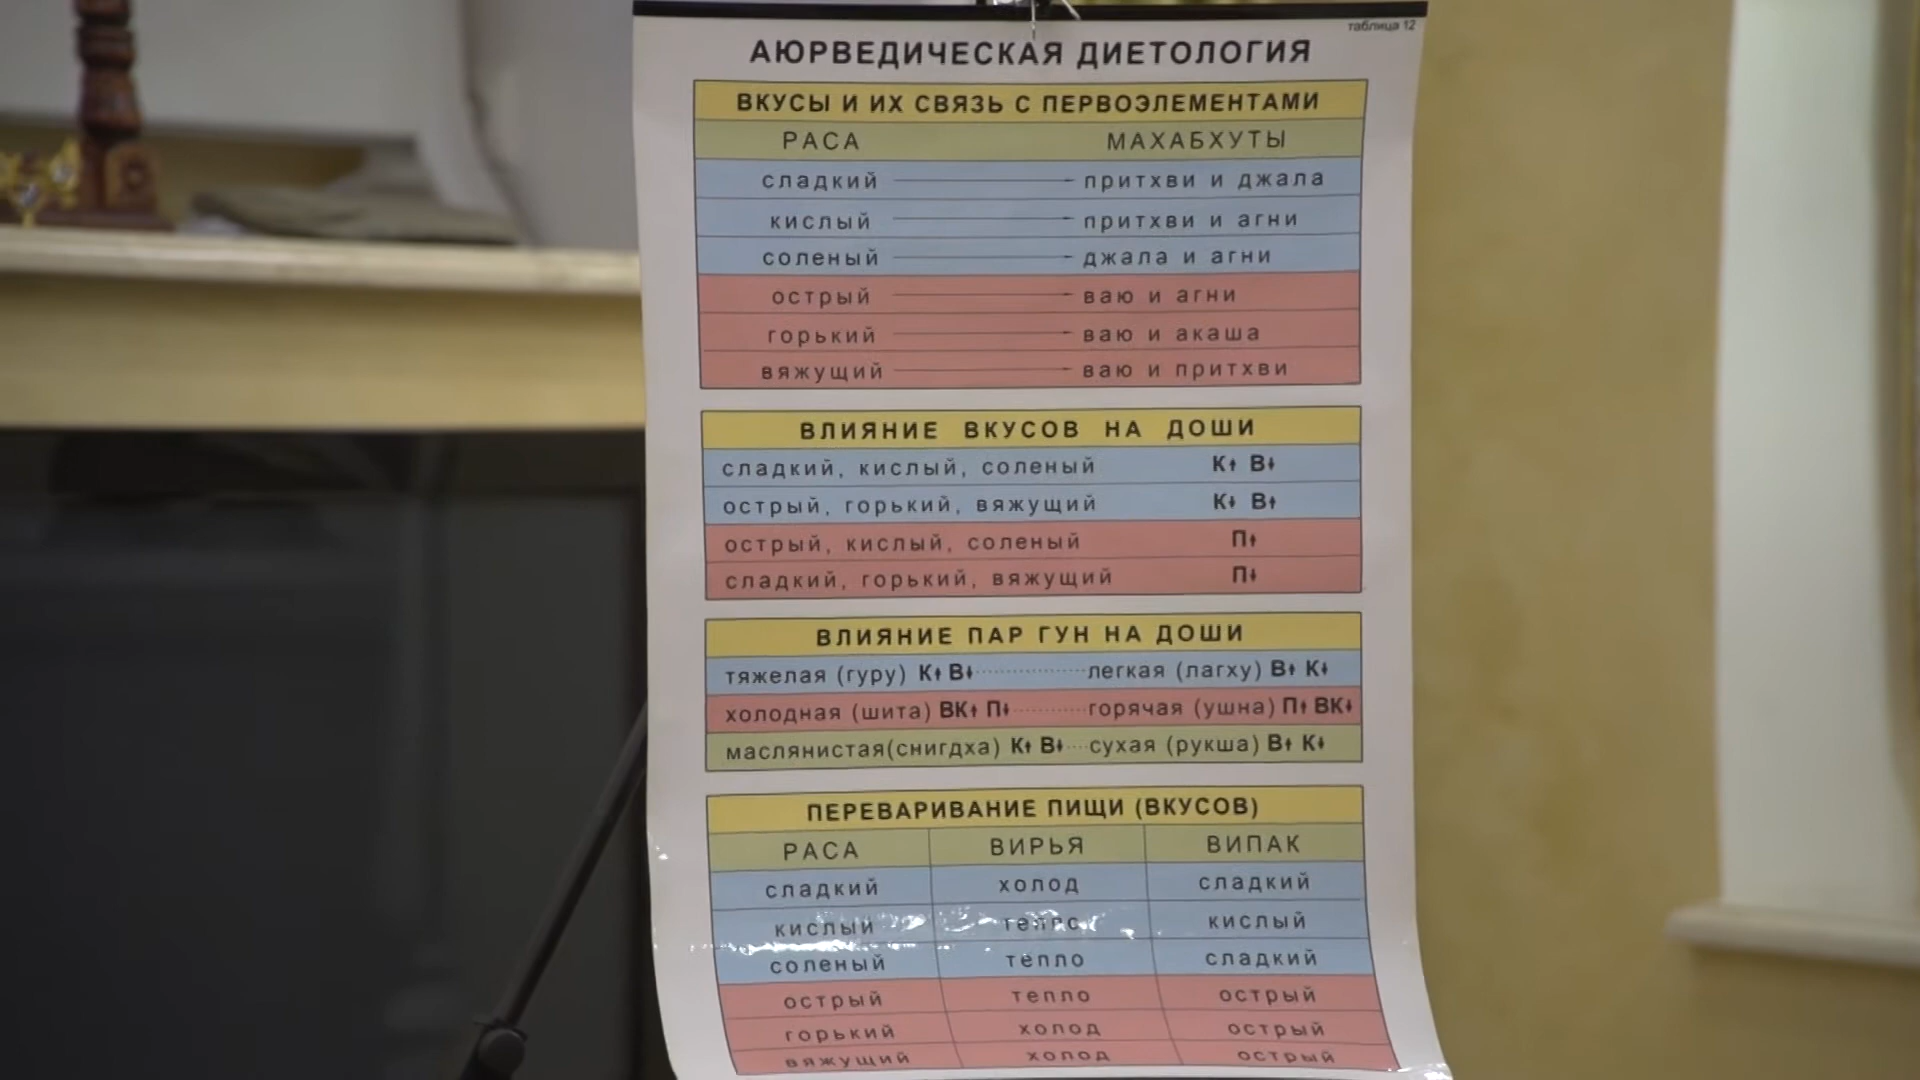 таблица 12
АЮРВЕДИЧЕСКАЯ ДИЕТОЛОГИЯ
ВКУСЫ И ИХ СВЯЗЬ С ПЕРВОЭЛЕМЕНТАМИ
РАСА МАХАБХУТЫ
сладкий притхви и джала
кислый притхви и агни
соленый джала и агни
острый ваю и агни
горький ваю и акаша
вяжущий ваю и притхви
ВЛИЯНИЕ ВКУСОВ НА ДОШИ
сладкий, кислый, соленый К↑ В↓
острый, горький, вяжущий К↓ В↑
острый, кислый, соленый П↑
сладкий, горький, вяжущий П↓
ВЛИЯНИЕ ПАР ГУН НА ДОШИ
тяжелая (гуру) К↑ В↓ легкая (лагху) В↑ К↓
холодная (шита) ВК↑ П↓ горячая (ушна) П↑ ВК↓
маслянистая(снигдха) К↑ В↓ сухая (рукша) В↑ К↓
ПЕРЕВАРИВАНИЕ ПИЩИ (ВКУСОВ)
РАСА ВИРЬЯ ВИПАК
сладкий холод сладкий
кислый тепло кислый
соленый тепло сладкий
острый тепло острый
горький холод острый
вяжущий холод острый